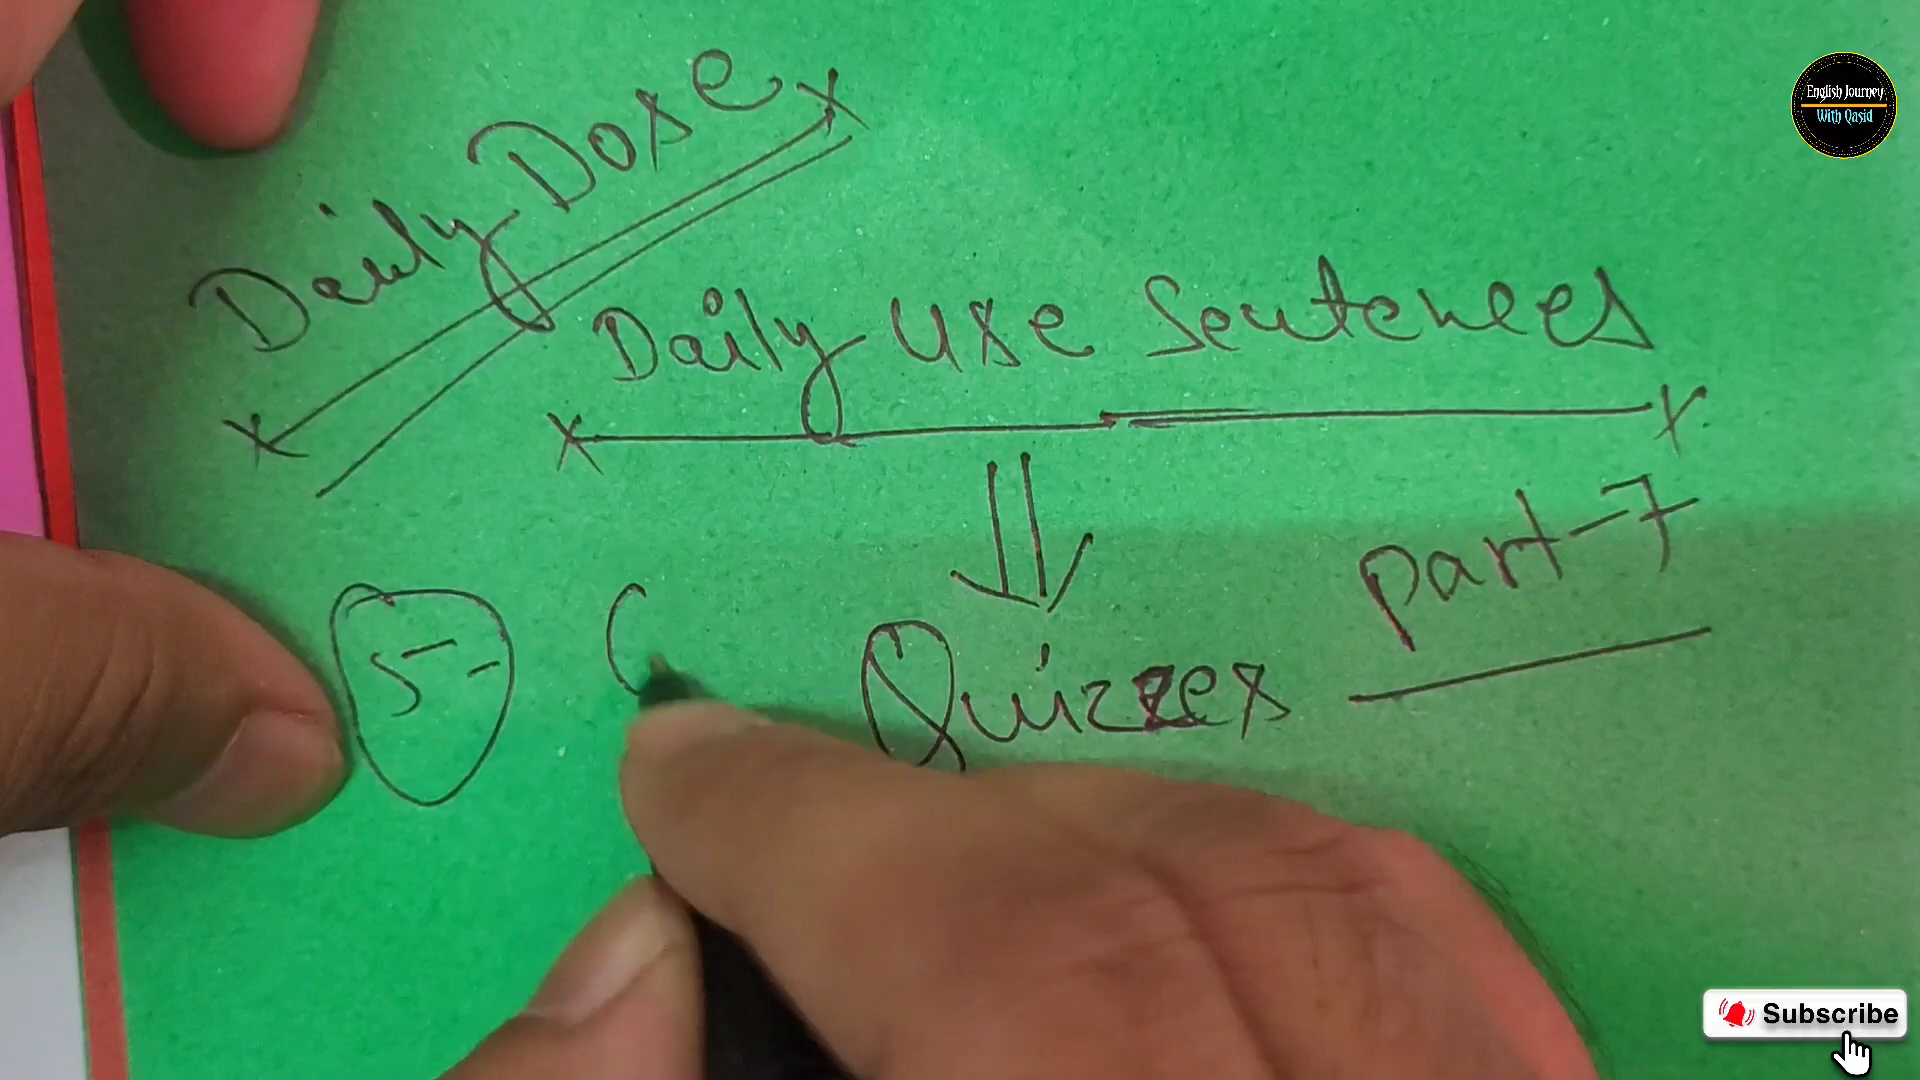 Daily Dose
English Journey
With Qasid
Daily Use Sentences
Part-7
5-
Quizzes
Subscribe